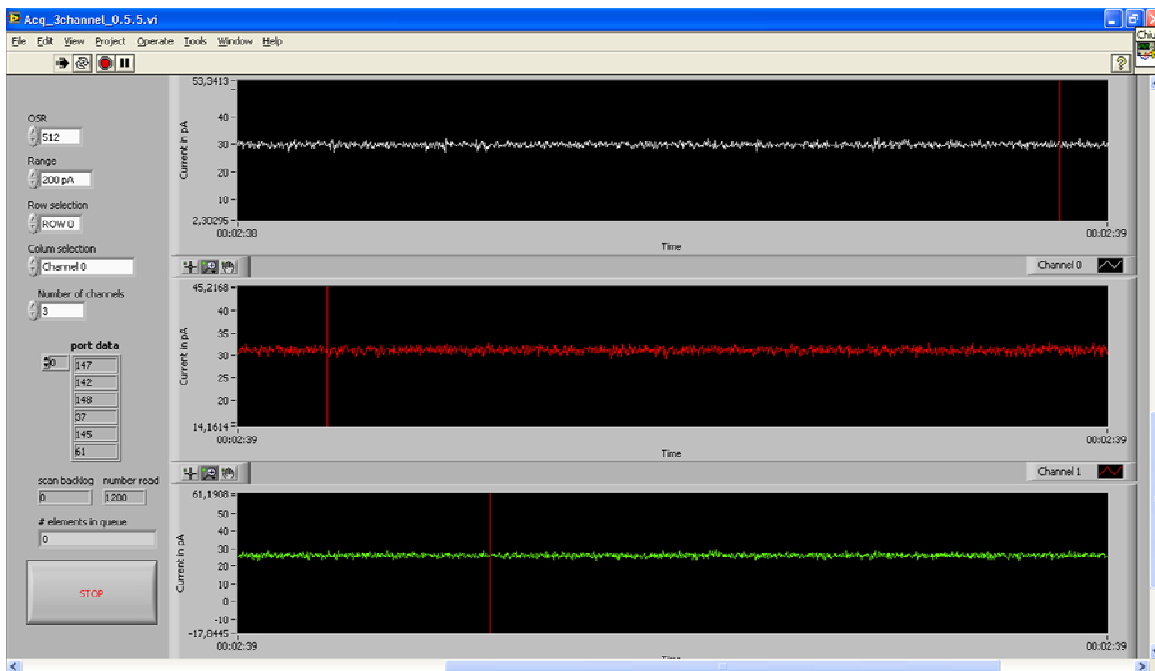 Acq_3channel_0.5.5.vi
File Edit View Project Operate Tools Window Help
Chiu
OSR
512
Range
200 pA
Row selection
ROW 0
Colum selection
Channel 0
Number of channels
3
port data
0
147
142
148
37
145
61
scan backlog number read
0 1200
# elements in queue
0
STOP
53,3413
40
30
20
10
2,30295
Current in pA
00:02:38 00:02:39
Time
Channel 0
45,2168
40
35
30
25
20
14,1614
Current in pA
00:02:39 00:02:39
Time
Channel 1
61,1908
50
40
30
20
10
0
-10
-17,8445
Current in pA
00:02:39 00:02:39
Time